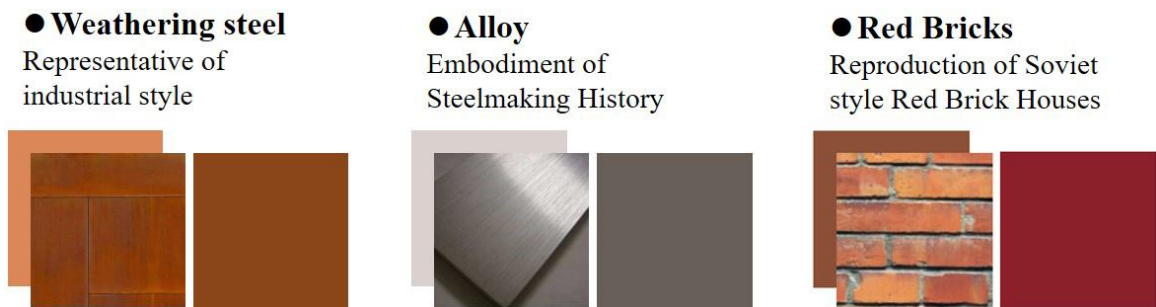 ● Weathering steel
Representative of
industrial style
● Alloy
Embodiment of
Steelmaking History
● Red Bricks
Reproduction of Soviet
style Red Brick Houses